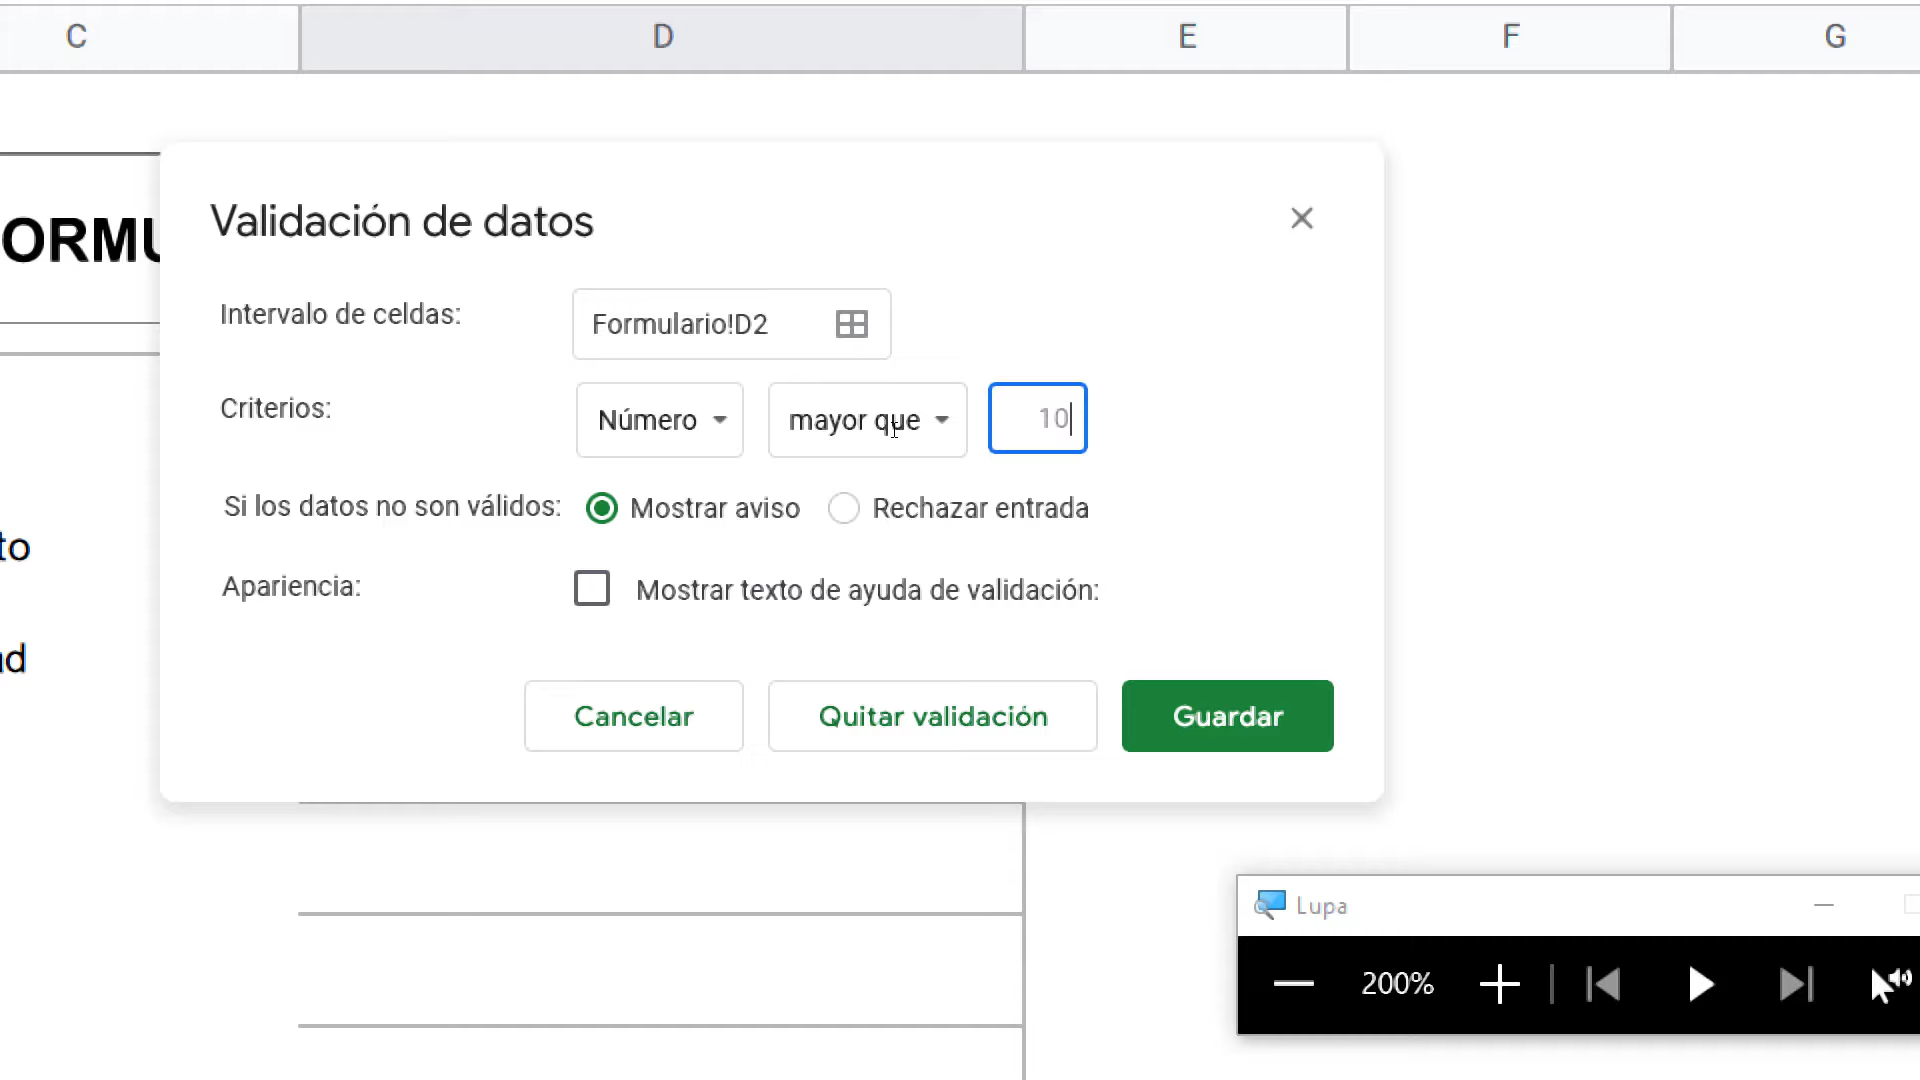 C D E F G
ORMU
Validación de datos
Intervalo de celdas: Formulario!D2
Criterios: Número mayor que 10
Si los datos no son válidos: Mostrar aviso Rechazar entrada
to
Apariencia: Mostrar texto de ayuda de validación:
ad
Cancelar Quitar validación Guardar
Lupa
200%